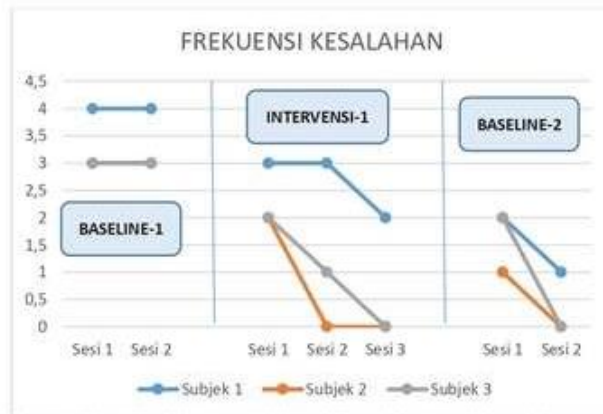 FREKUENSI KESALAHAN
4,5
4
3,5
3
2,5
2
1,5
1
0,5
0
INTERVENSI-1
BASELINE-2
BASELINE-1
Sesi 1 Sesi 2 Sesi 1 Sesi 2 Sesi 3 Sesi 1 Sesi 2
Subjek 1 Subjek 2 Subjek 3